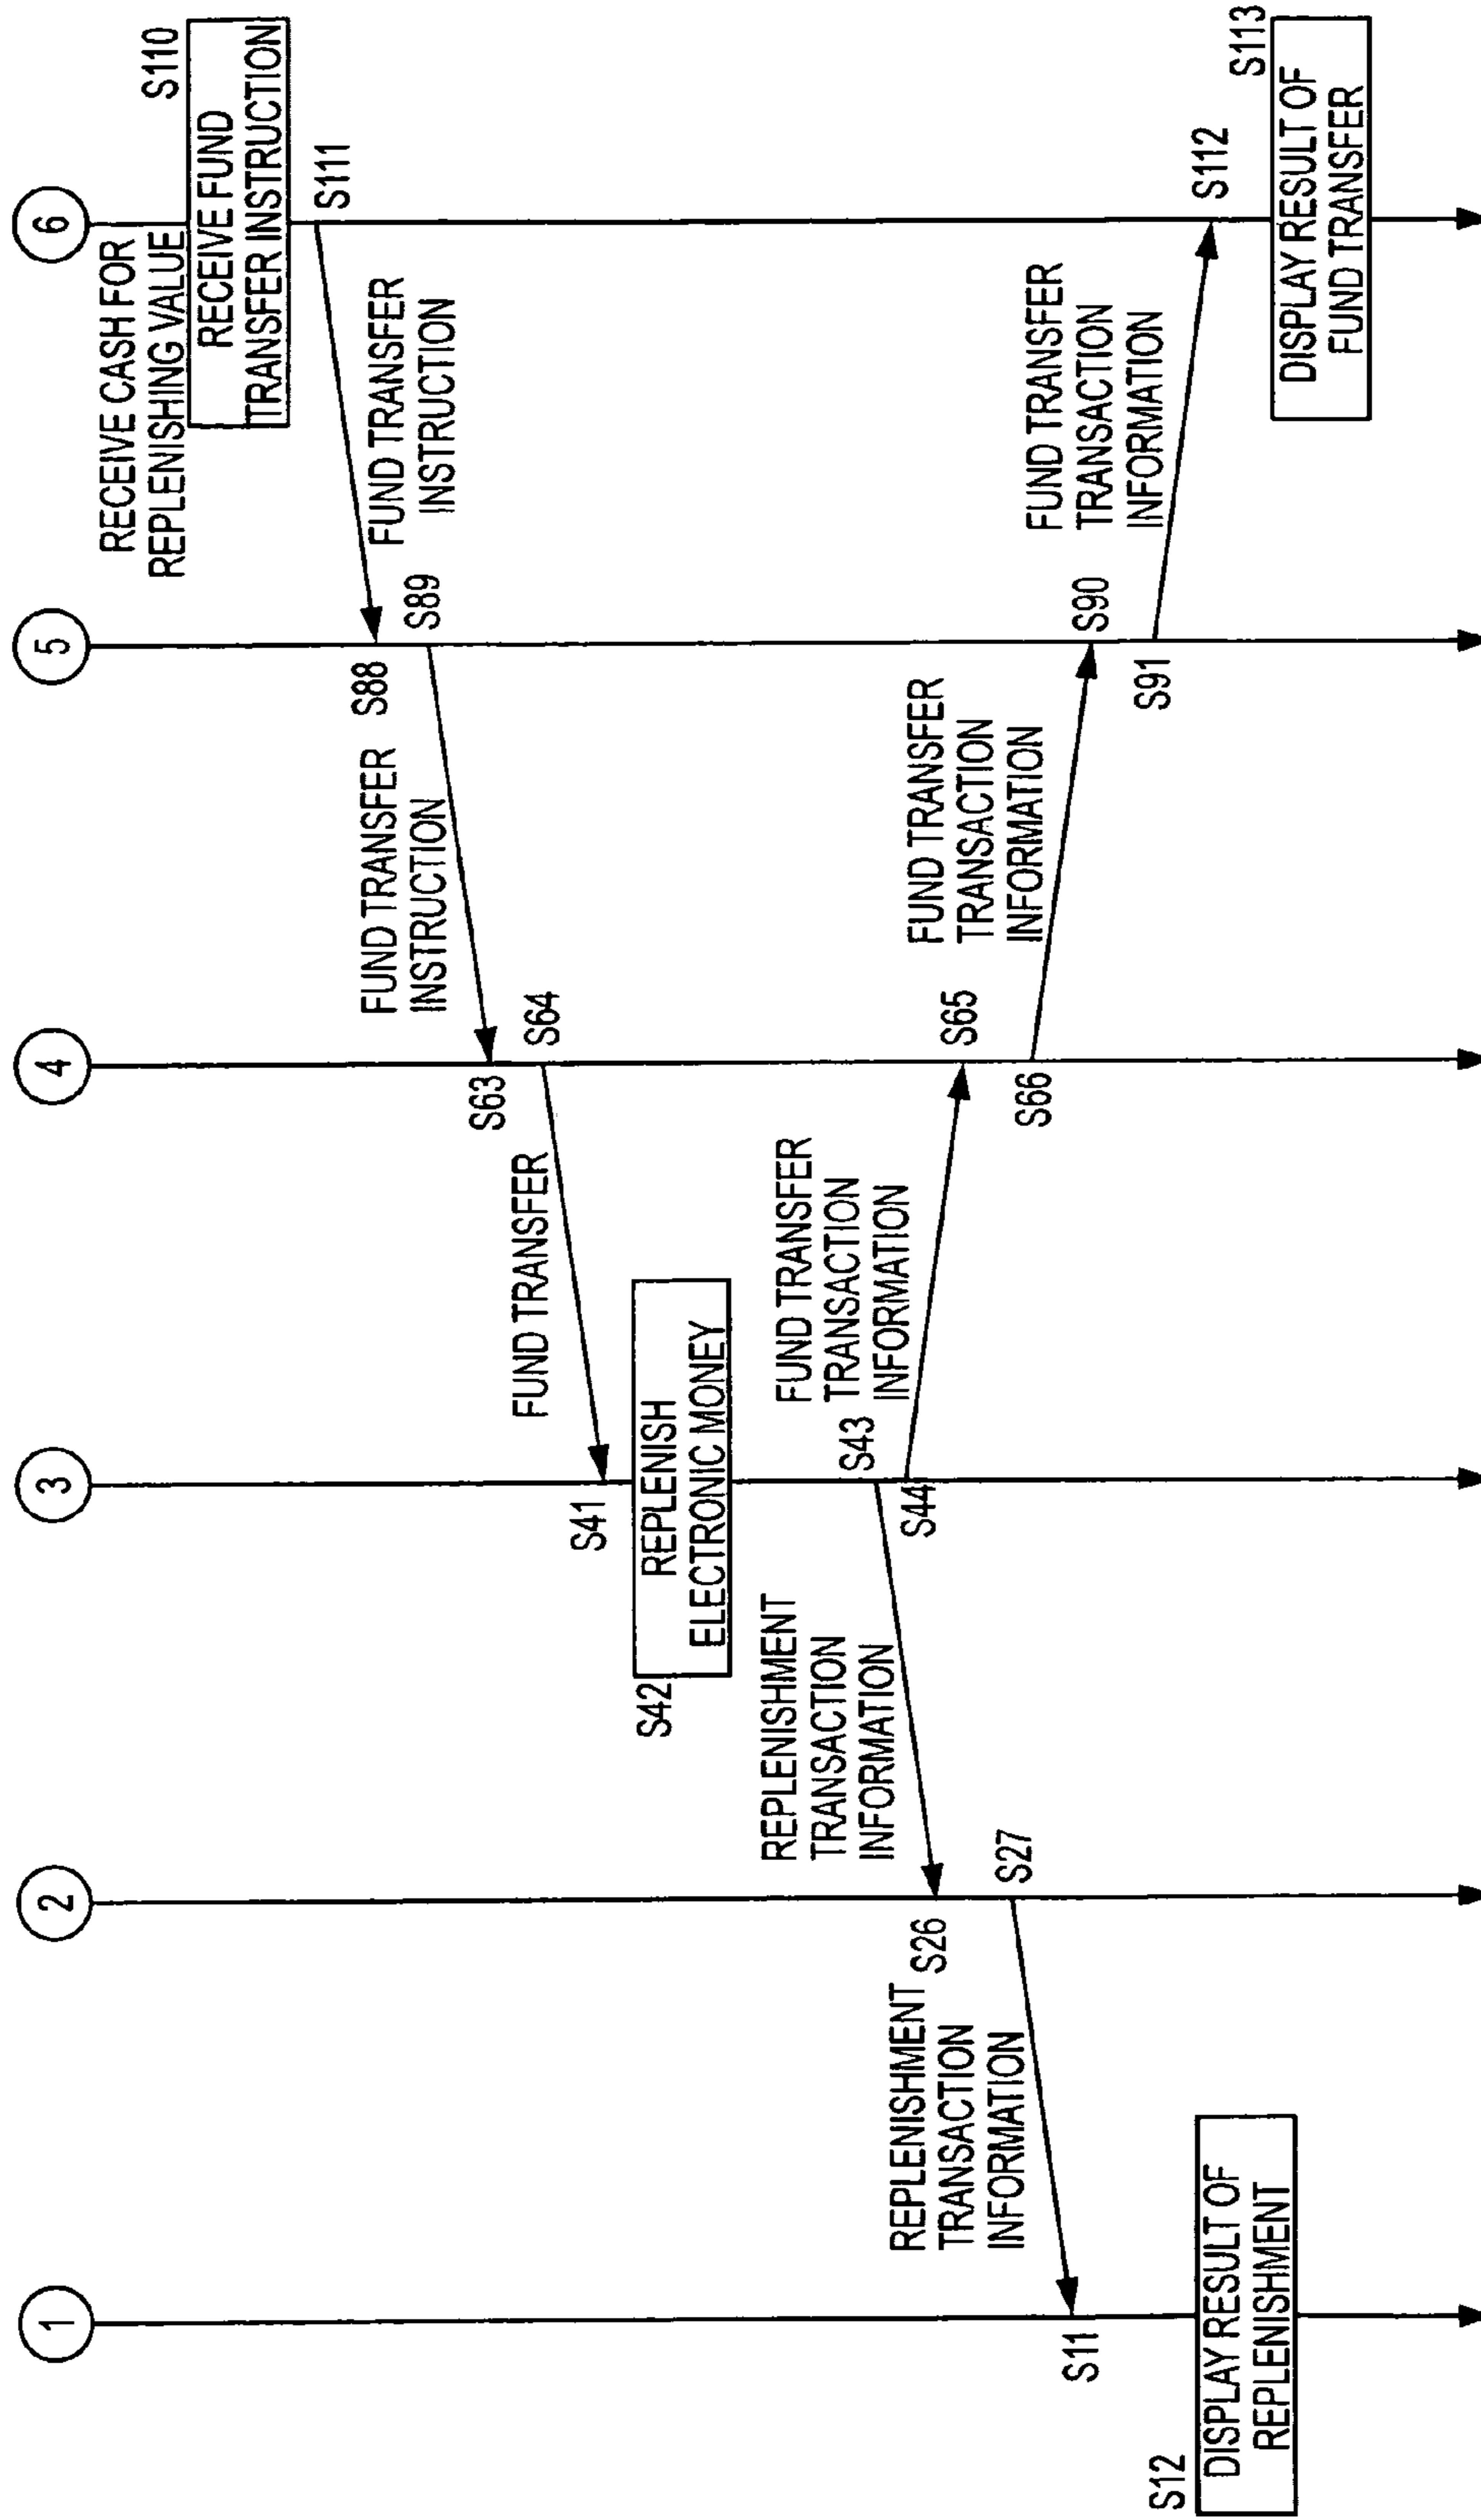 1
2
3
4
5
6
RECEIVE CASH FOR
REPLENISHING VALUE
S110
RECEIVE FUND
TRANSFER INSTRUCTION
S111
FUND TRANSFER
INSTRUCTION
S88
S89
FUND TRANSFER
INSTRUCTION
S63
S64
FUND TRANSFER
S41
S42
REPLENISH
ELECTRONIC MONEY
S43
REPLENISHMENT
TRANSACTION
INFORMATION
S44
FUND TRANSFER
TRANSACTION
INFORMATION
S26
S65
S27
REPLENISHMENT
TRANSACTION
INFORMATION
S66
FUND TRANSFER
TRANSACTION
INFORMATION
S11
S90
S91
FUND TRANSFER
TRANSACTION
INFORMATION
S112
S12
DISPLAY RESULT OF
REPLENISHMENT
S113
DISPLAY RESULT OF
FUND TRANSFER